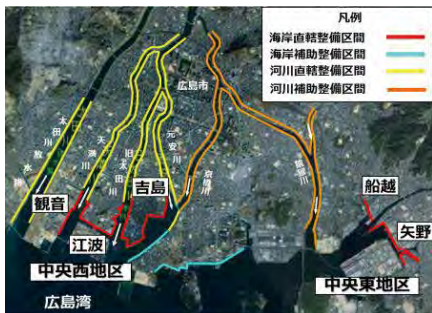 凡例
海岸直轄整備区間
海岸補助整備区間
河川直轄整備区間
河川補助整備区間
広島市
太田川
放水路
天満川
旧太田川
元安川
京橋川
猿猴川
観音
吉島
江波
船越
矢野
中央西地区
中央東地区
広島湾